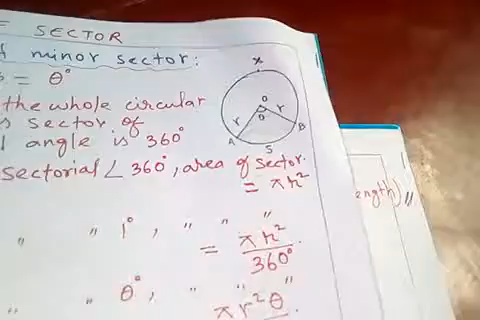 SECTOR
minor sector:
= θ°
the whole circular
sector of
angle is 360°
sectorial ∠ 360°, area of sector.
= πr²
x
O
θ
r
r
A
B
S
" " 1°, " " "
= πr²/360°.
" " θ°, " " "
πr²θ
ength) "